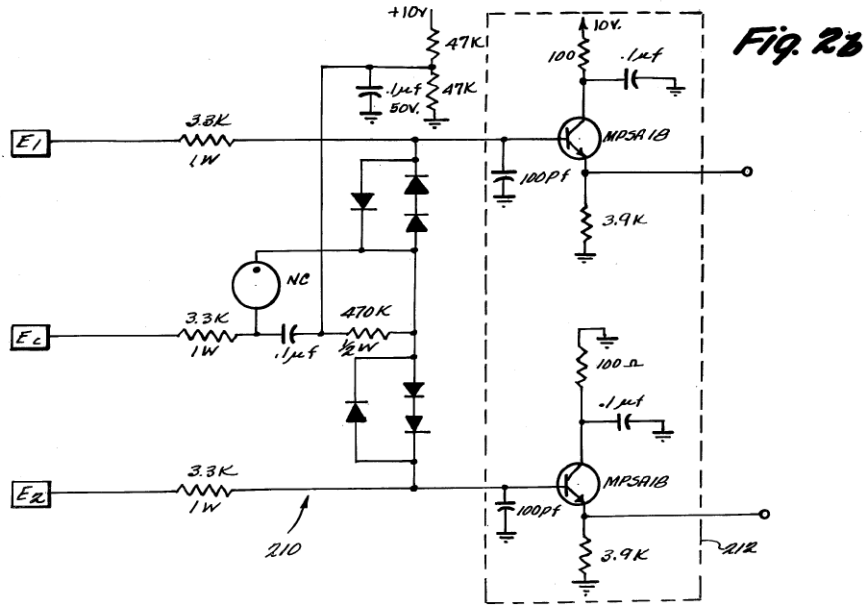 Fig. 2b
+10V
10V.
47K
100
.1µf
.1µf
50V.
47K
E1
3.3K
1W
MPSA18
100pf
3.9K
NC
Ec
3.3K
1W
.1µf
470K
1/2W
100Ω
.1µf
E2
3.3K
1W
MPSA18
100pf
210
3.9K
212